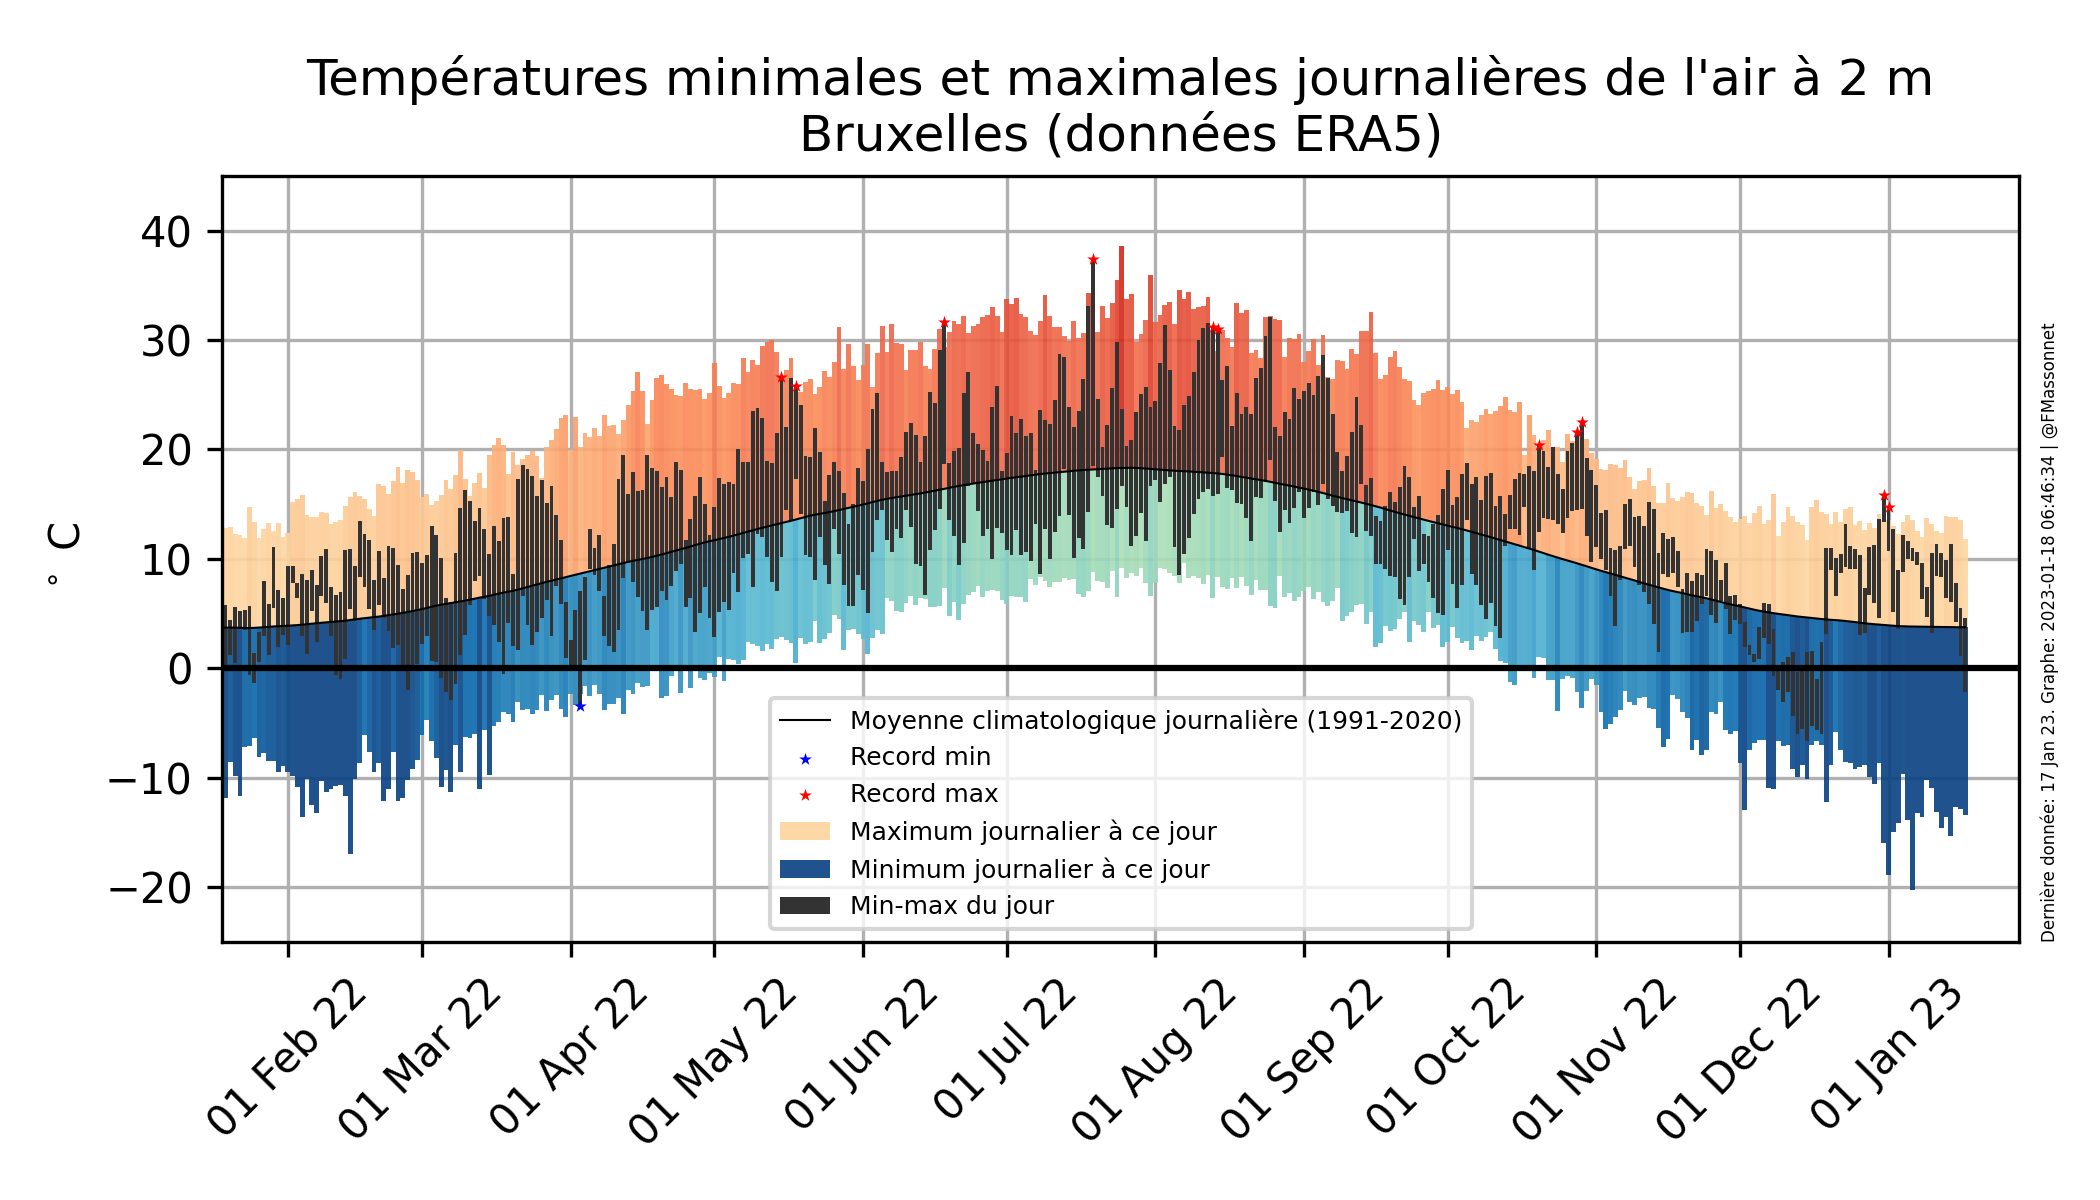 Températures minimales et maximales journalières de l'air à 2 m
Bruxelles (données ERA5)
° C
40
30
20
10
0
−10
−20
Moyenne climatologique journalière (1991-2020)
Record min
Record max
Maximum journalier à ce jour
Minimum journalier à ce jour
Min-max du jour
01 Feb 22
01 Mar 22
01 Apr 22
01 May 22
01 Jun 22
01 Jul 22
01 Aug 22
01 Sep 22
01 Oct 22
01 Nov 22
01 Dec 22
01 Jan 23
Dernière donnée: 17 Jan 23. Graphe: 2023-01-18 06:46:34 | @FMassonnet